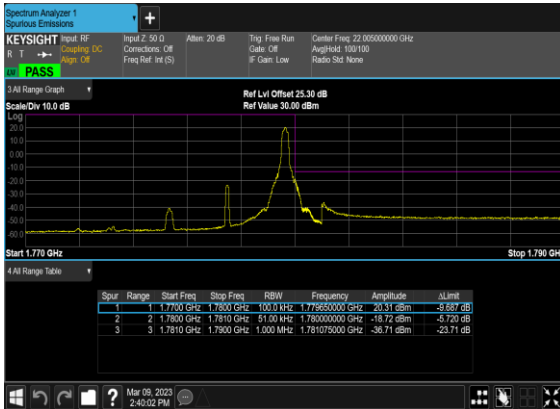 Spectrum Analyzer 1
Spurious Emissions
KEYSIGHT Input: RF Input Z: 50 Ω Atten: 20 dB Trig: Free Run Center Freq: 22.005000000 GHz
R T Coupling: DC Corrections: Off Gate: Off Avg|Hold: 100/100
Align: Off Freq Ref: Int (S) IF Gain: Low Radio Std: None
PASS
3 All Range Graph
Ref Lvl Offset 25.30 dB
Scale/Div 10.0 dB Ref Value 30.00 dBm
Log
20.0
10.0
0.00
-10.0
-20.0
-30.0
-40.0
-50.0
-60.0
Start 1.770 GHz Stop 1.790 GH
4 All Range Table
Spur Range Start Freq Stop Freq RBW Frequency Amplitude ΔLimit
1 1 1.7700 GHz 1.7800 GHz 100.0 kHz 1.779650000 GHz 20.31 dBm -9.687 dB
2 2 1.7800 GHz 1.7810 GHz 51.00 kHz 1.780000000 GHz -18.72 dBm -5.720 dB
3 3 1.7810 GHz 1.7900 GHz 1.000 MHz 1.781075000 GHz -36.71 dBm -23.71 dB
Mar 09, 2023
2:40:02 PM